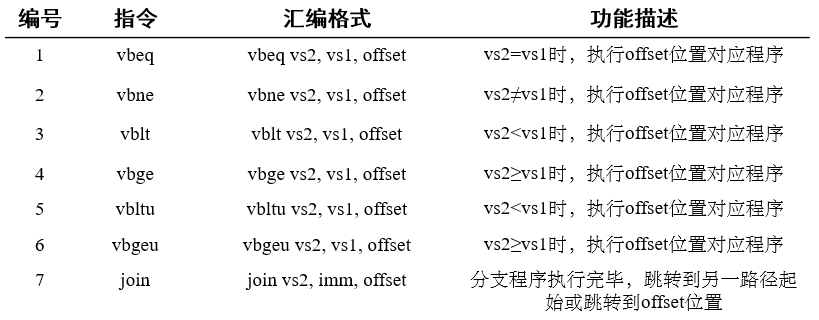 编号 指令 汇编格式 功能描述
1 vbeq vbeq vs2, vs1, offset vs2=vs1时，执行offset位置对应程序
2 vbne vbne vs2, vs1, offset vs2≠vs1时，执行offset位置对应程序
3 vblt vblt vs2, vs1, offset vs2<vs1时，执行offset位置对应程序
4 vbge vbge vs2, vs1, offset vs2≥vs1时，执行offset位置对应程序
5 vbltu vbltu vs2, vs1, offset vs2<vs1时，执行offset位置对应程序
6 vbgeu vbgeu vs2, vs1, offset vs2≥vs1时，执行offset位置对应程序
7 join join vs2, imm, offset 分支程序执行完毕，跳转到另一路径起
始或跳转到offset位置